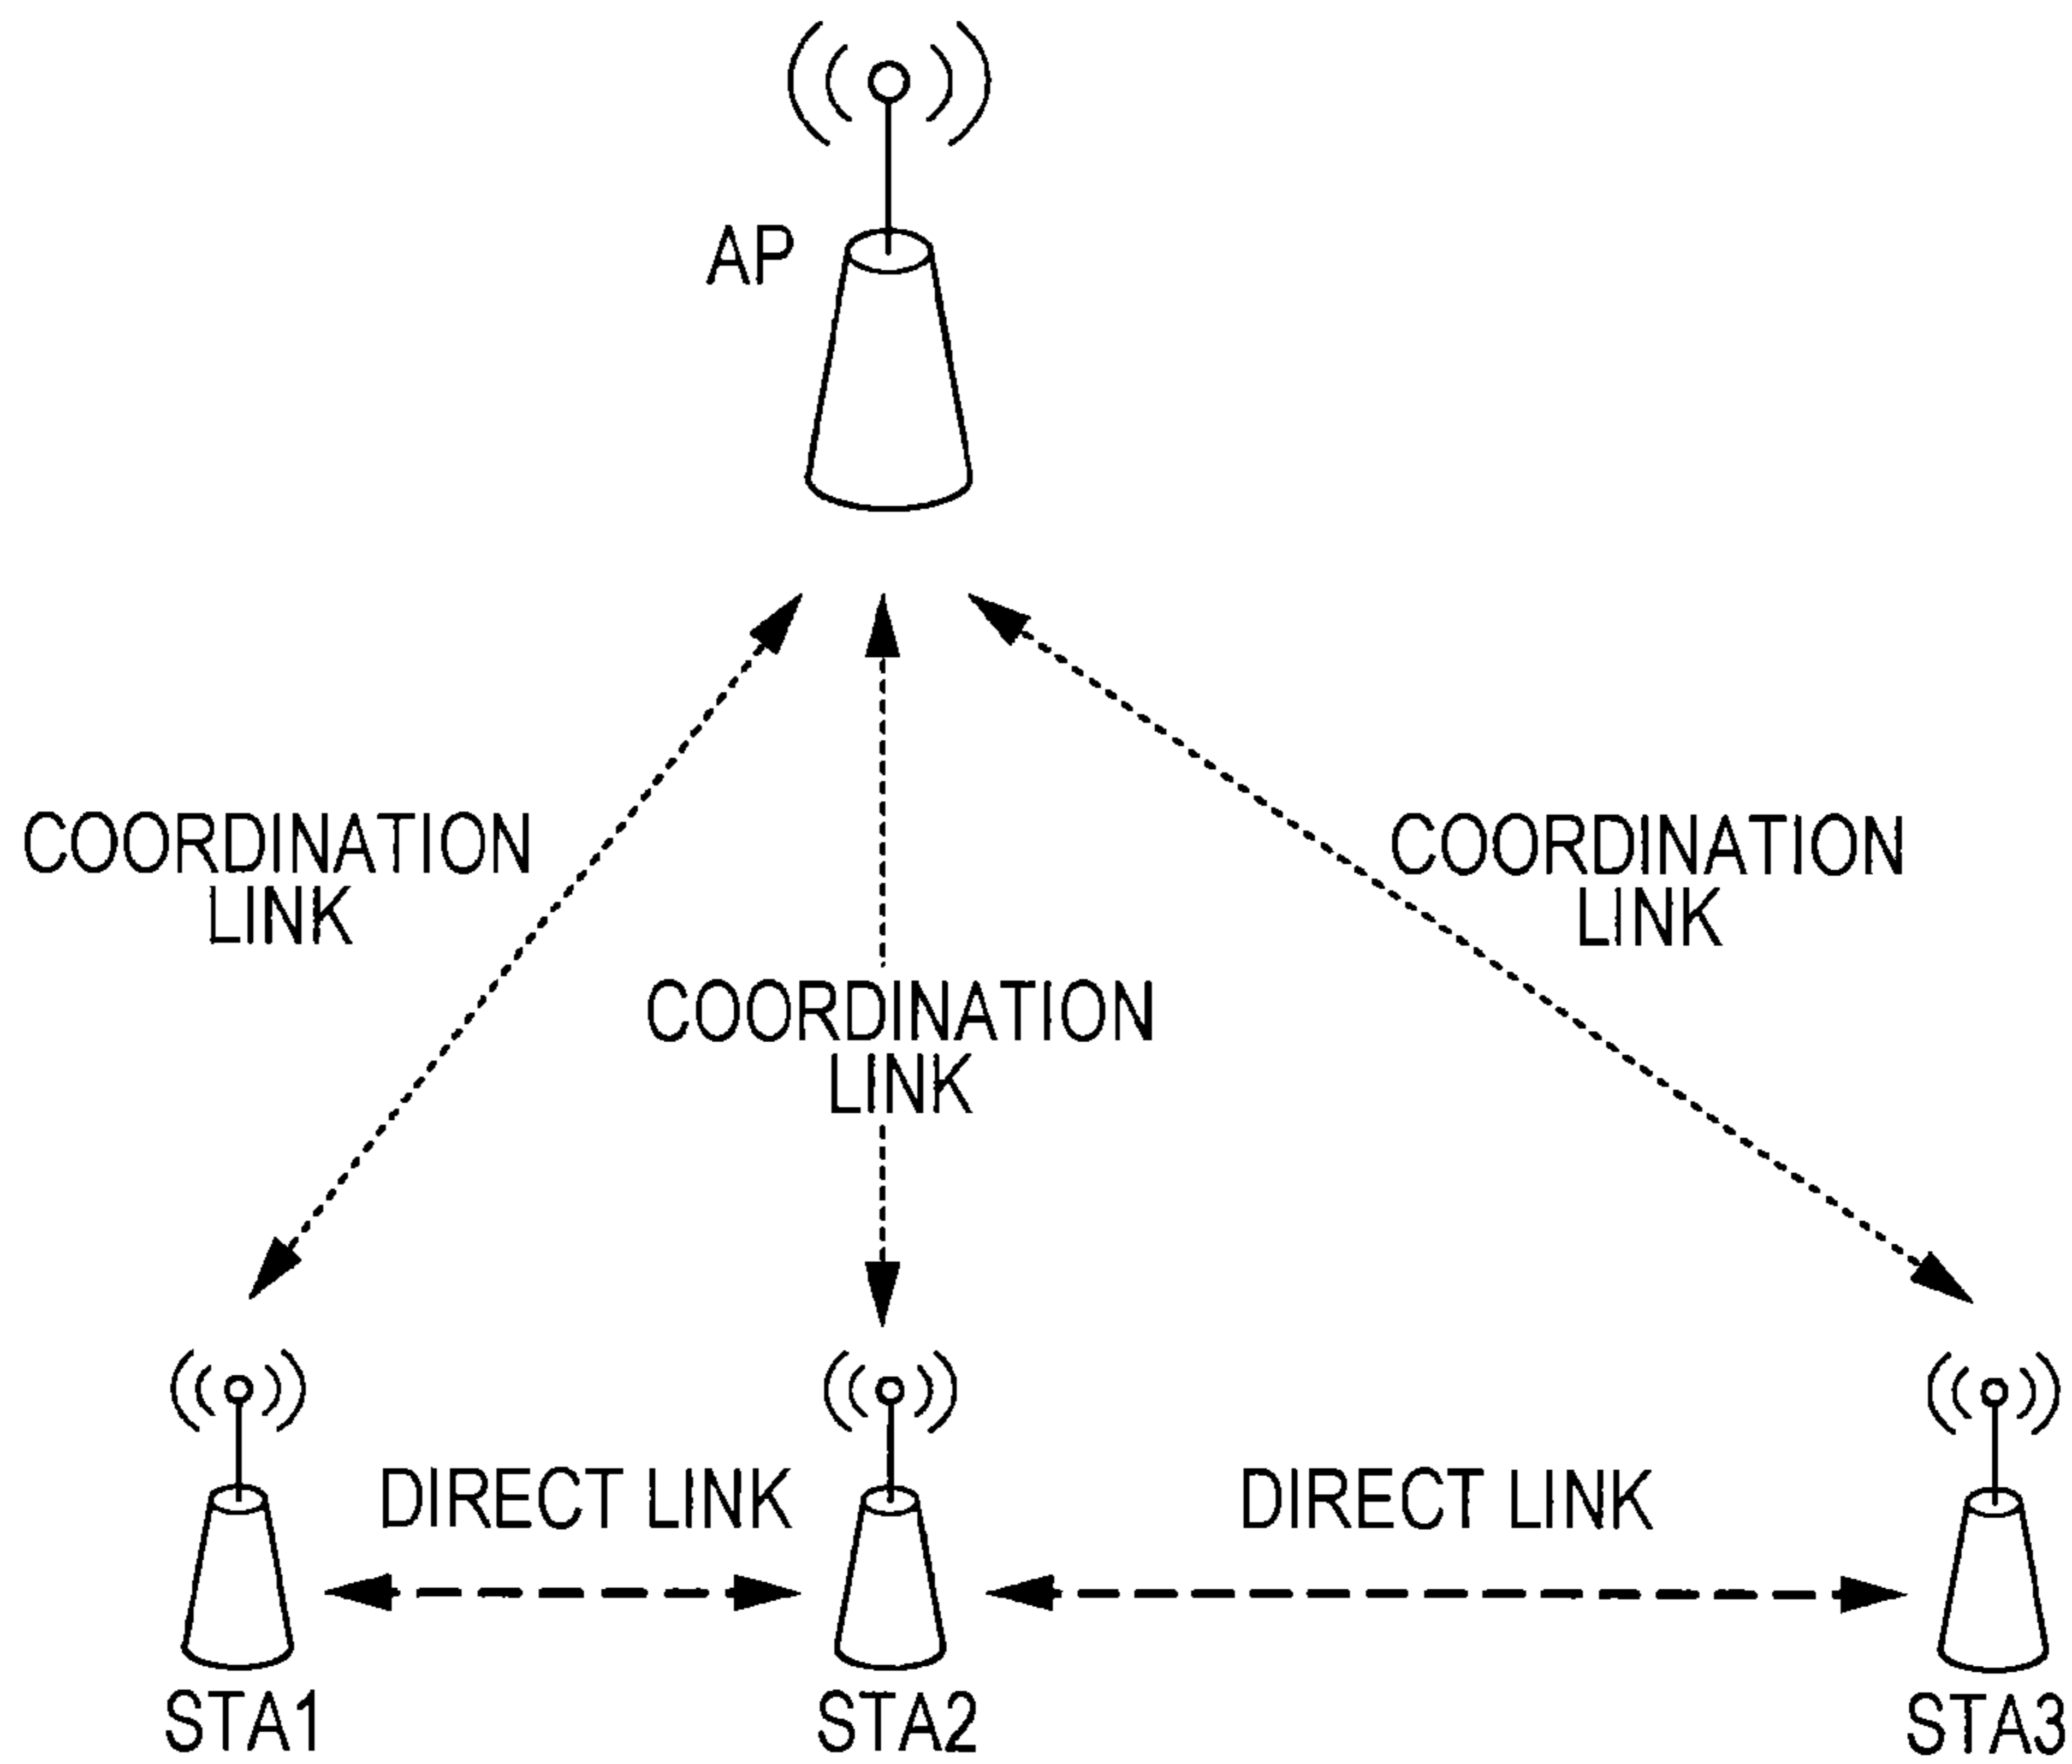 AP
COORDINATION
LINK
COORDINATION
LINK
COORDINATION
LINK
DIRECT LINK
DIRECT LINK
STA1
STA2
STA3